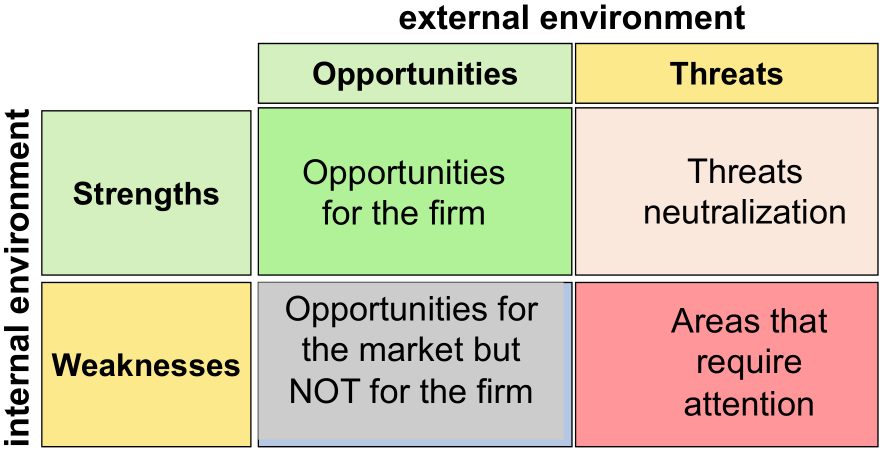 external environment
Opportunities
Threats
internal environment
Strengths
Opportunities
for the firm
Threats
neutralization
Weaknesses
Opportunities for
the market but
NOT for the firm
Areas that
require
attention